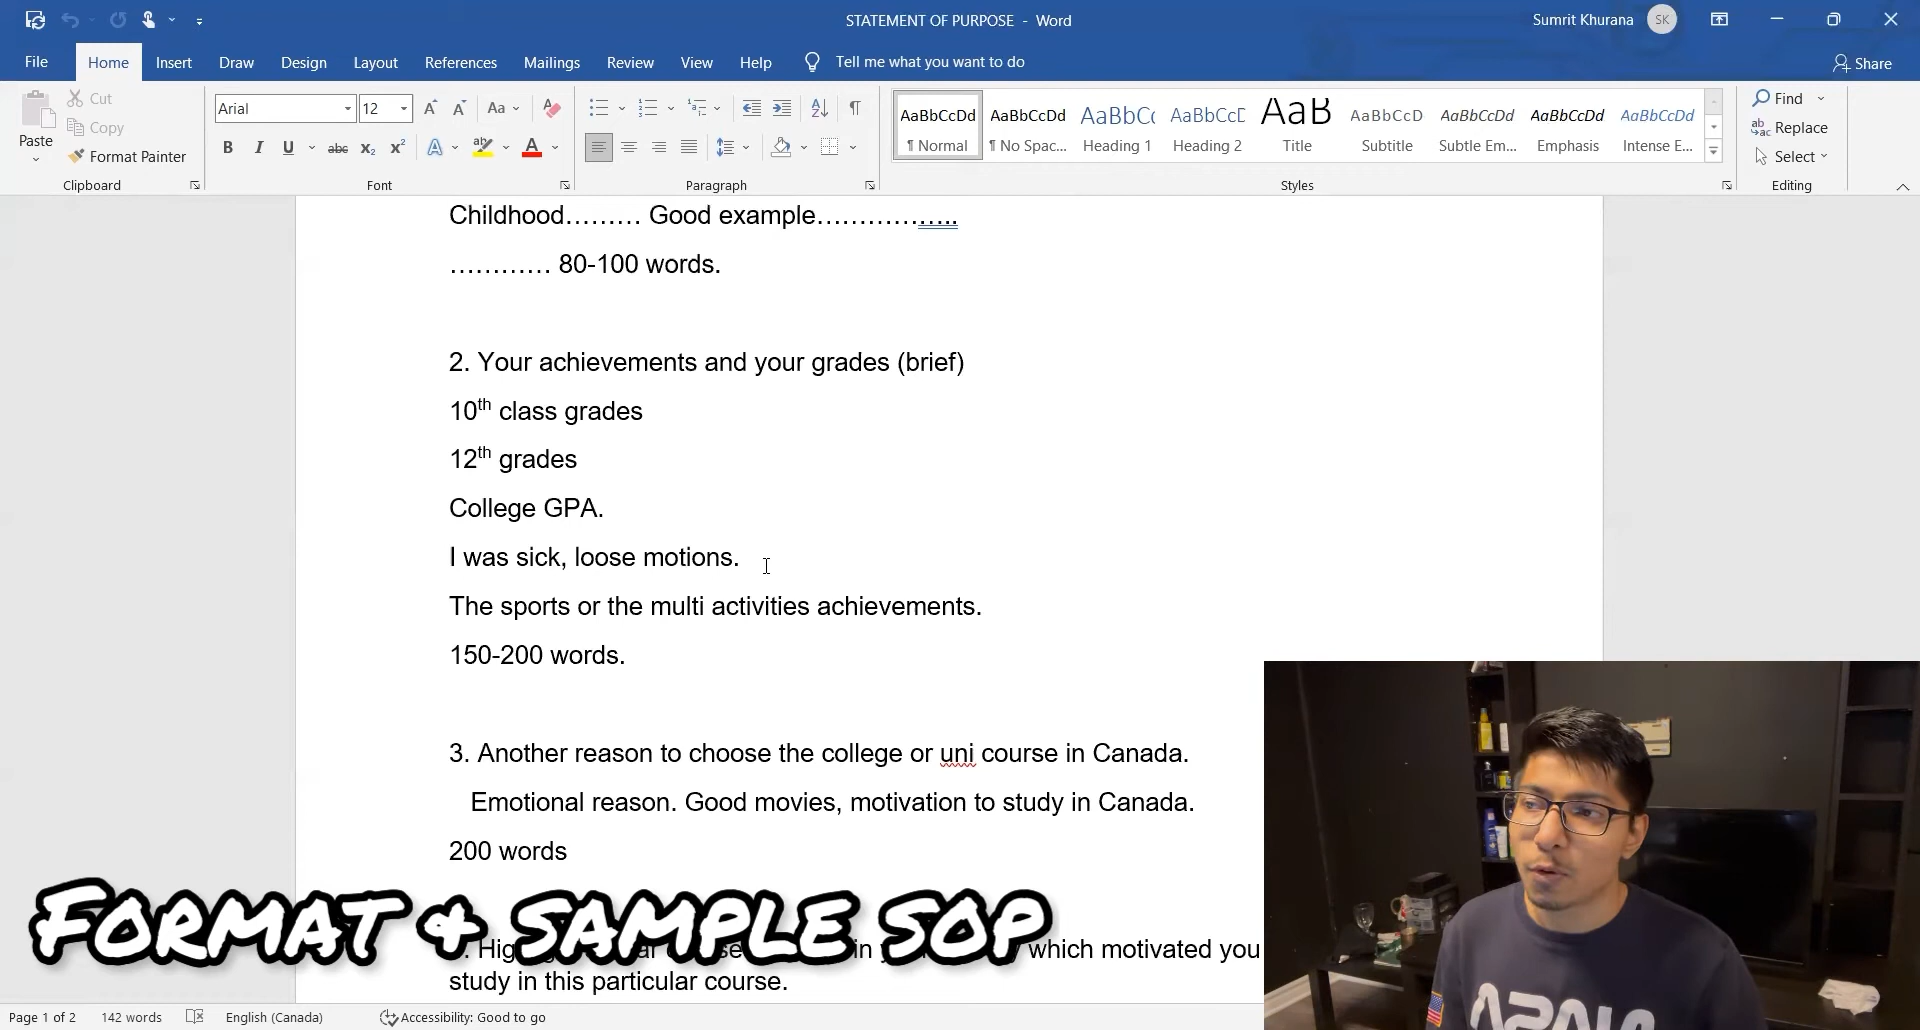 STATEMENT OF PURPOSE - Word
Sumrit Khurana SK
File Home Insert Draw Design Layout References Mailings Review View Help Tell me what you want to do Share
Paste
Cut
Copy
Format Painter
Clipboard
Arial 12
Font
Paragraph
AaBbCcDd AaBbCcDd AaBbCc AaBbCcD AaB AaBbCcD AaBbCcDd AaBbCcDd AaBbCcDd
¶ Normal ¶ No Spac... Heading 1 Heading 2 Title Subtitle Subtle Em... Emphasis Intense E...
Styles
Find
Replace
Select
Editing
Childhood……… Good example………………..
………… 80-100 words.
2. Your achievements and your grades (brief)
10th class grades
12th grades
College GPA.
I was sick, loose motions.
The sports or the multi activities achievements.
150-200 words.
3. Another reason to choose the college or uni course in Canada.
Emotional reason. Good movies, motivation to study in Canada.
200 words
FORMAT & SAMPLE SOP
which motivated you
study in this particular course.
Page 1 of 2 142 words English (Canada) Accessibility: Good to go